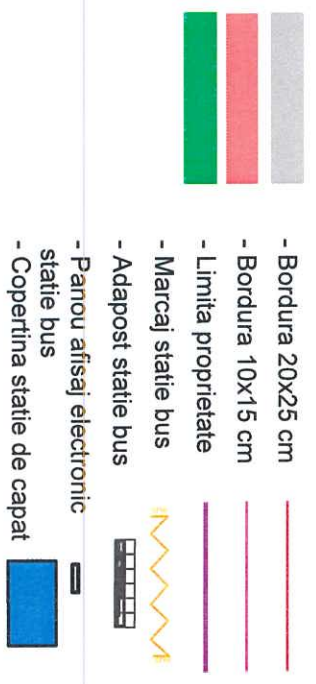 - Bordura 20x25 cm
- Bordura 10x15 cm
- Limita proprietate
- Marcaj statie bus
- Adapost statie bus
- Panou afisaj electronic
statie bus
- Copertina statie de capat